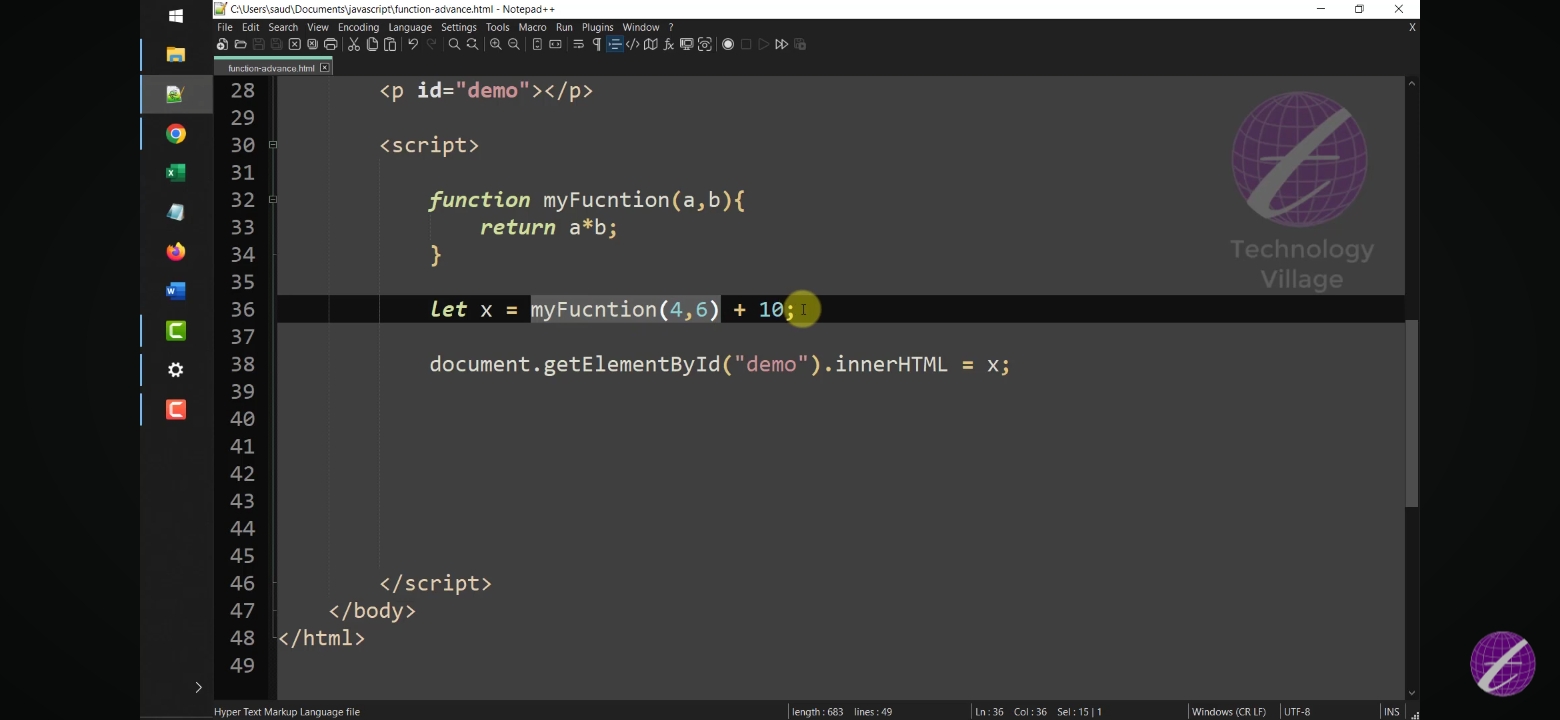 C:\Users\saud\Documents\javascript\function-advance.html - Notepad++
File Edit Search View Encoding Language Settings Tools Macro Run Plugins Window ? X
function-advance.html
28 <p id="demo"></p>
29
30 <script>
31
32 function myFucntion(a,b){
33 return a*b;
34 }
35
36 let x = myFucntion(4,6) + 10;
37
38 document.getElementById("demo").innerHTML = x;
39
40
41
42
43
44
45
46 </script>
47 </body>
48 </html>
49
Technology
Village
Hyper Text Markup Language file length : 683 lines : 49 Ln : 36 Col : 36 Sel : 15 | 1 Windows (CR LF) UTF-8 INS